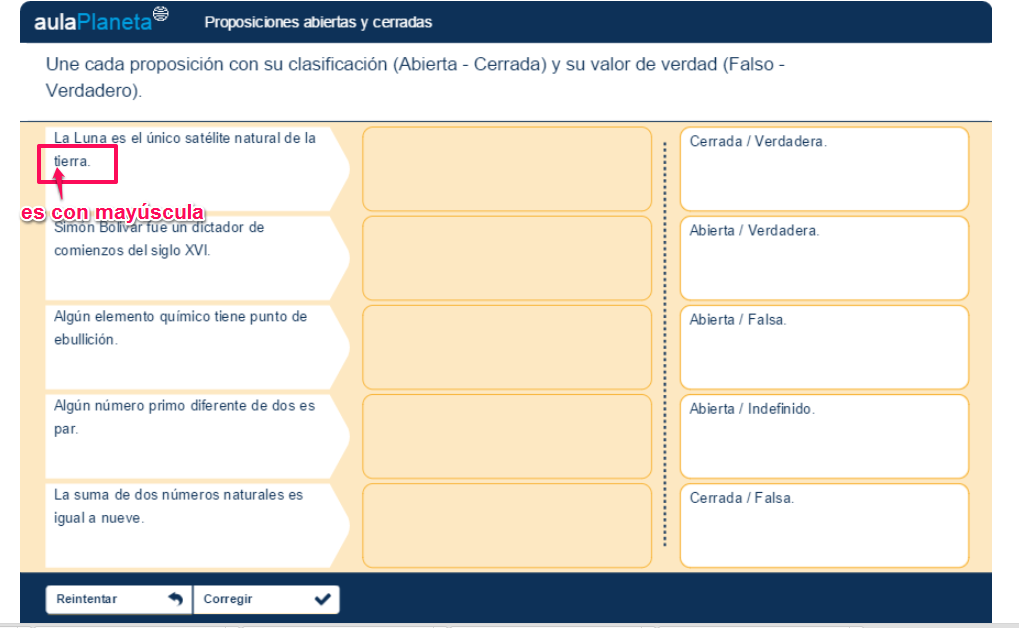 aulaPlaneta Proposiciones abiertas y cerradas
Une cada proposición con su clasificación (Abierta - Cerrada) y su valor de verdad (Falso -
Verdadero).
La Luna es el único satélite natural de la
tierra.
es con mayúscula
Cerrada / Verdadera.
Simón Bolívar fue un dictador de
comienzos del siglo XVI.
Abierta / Verdadera.
Algún elemento químico tiene punto de
ebullición.
Abierta / Falsa.
Algún número primo diferente de dos es
par.
Abierta / Indefinido.
La suma de dos números naturales es
igual a nueve.
Cerrada / Falsa.
Reintentar Corregir